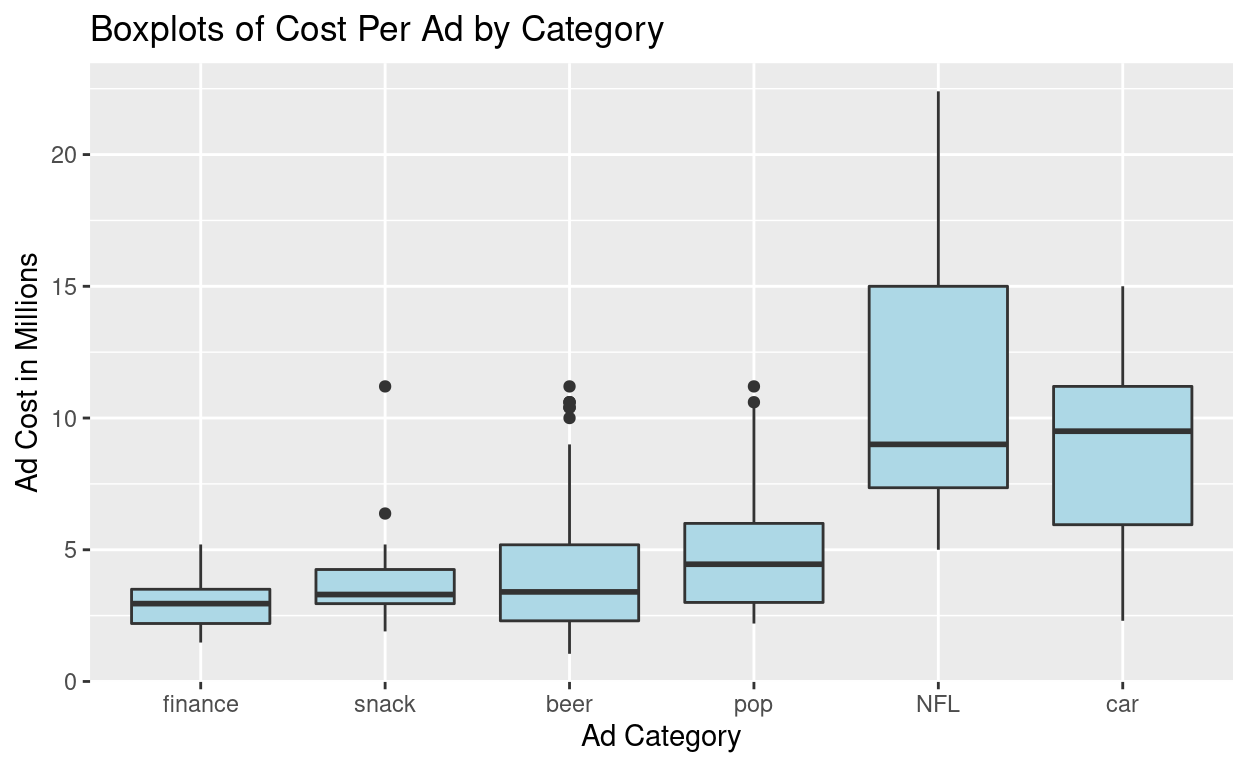 Boxplots of Cost Per Ad by Category
Ad Cost in Millions
20
15
10
5
0
finance snack beer pop NFL car
Ad Category